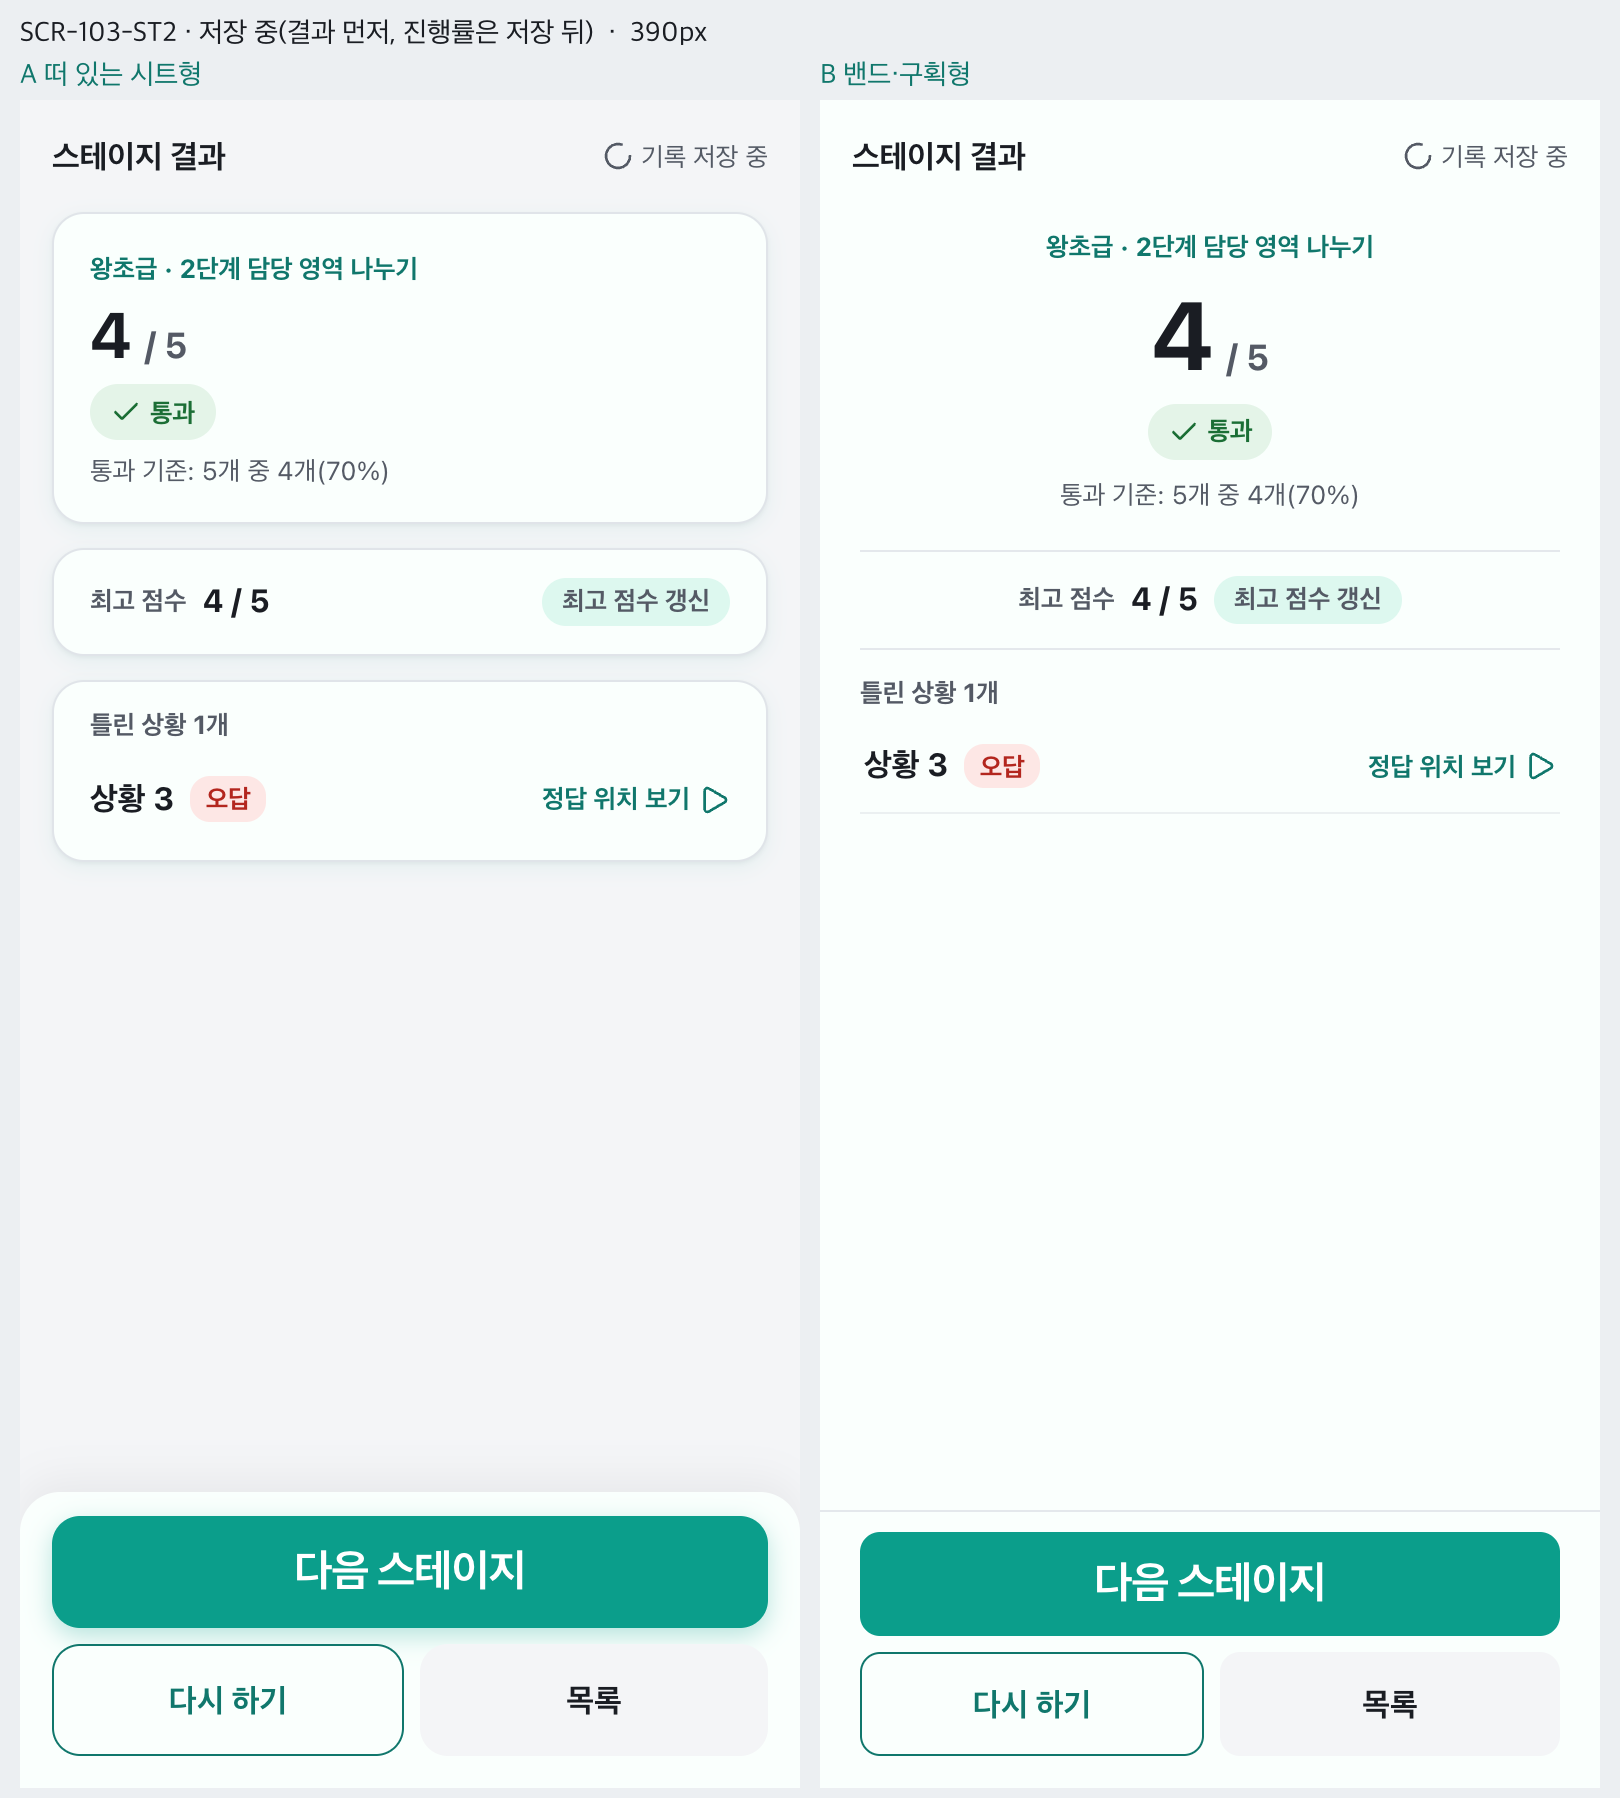 SCR-103-ST2 · 저장 중(결과 먼저, 진행률은 저장 뒤) · 390px
A 떠 있는 시트형
스테이지 결과
기록 저장 중
왕초급 · 2단계 담당 영역 나누기
4 / 5
통과
통과 기준: 5개 중 4개(70%)
최고 점수 4 / 5 최고 점수 갱신
틀린 상황 1개
상황 3 오답 정답 위치 보기
다음 스테이지
다시 하기
목록
B 밴드·구획형
스테이지 결과
기록 저장 중
왕초급 · 2단계 담당 영역 나누기
4 / 5
통과
통과 기준: 5개 중 4개(70%)
최고 점수 4 / 5 최고 점수 갱신
틀린 상황 1개
상황 3 오답 정답 위치 보기
다음 스테이지
다시 하기
목록